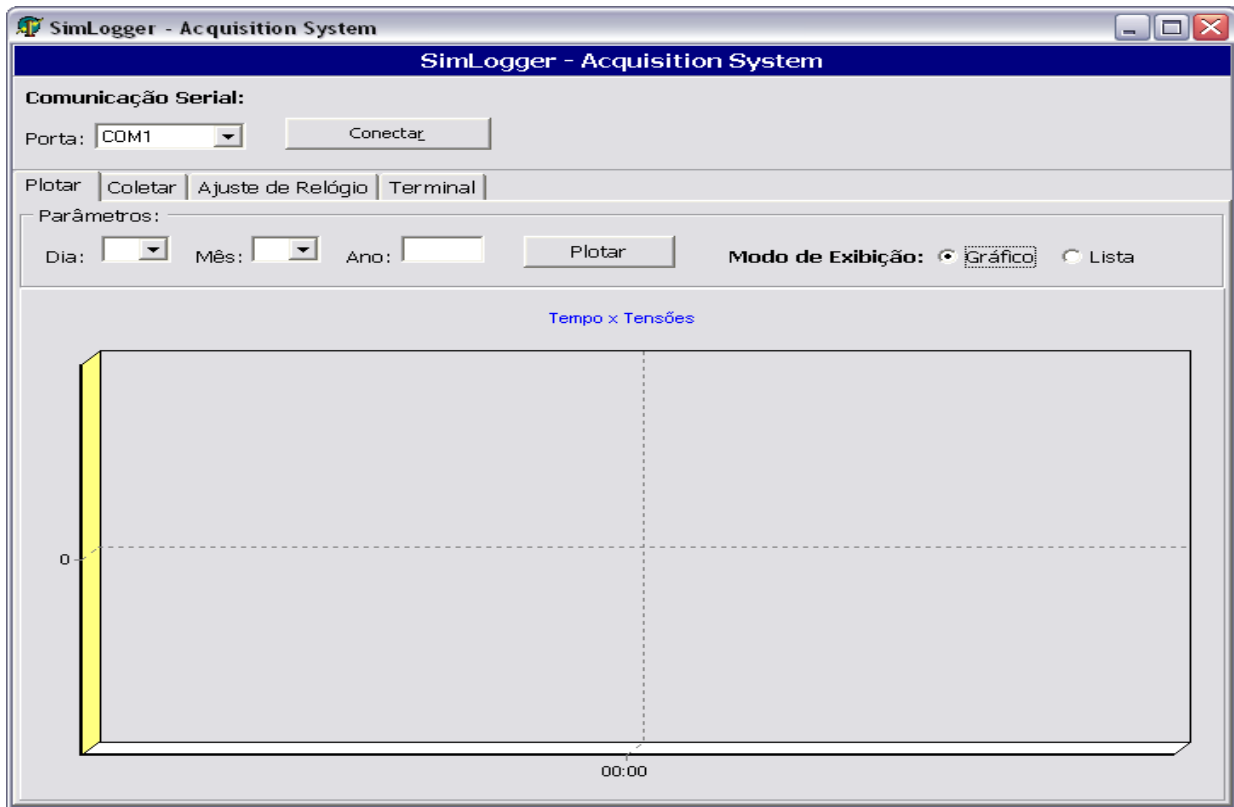 SimLogger - Acquisition System
SimLogger - Acquisition System
Comunicação Serial:
Porta: COM1 Conectar
Plotar Coletar Ajuste de Relógio Terminal
Parâmetros:
Dia: Mês: Ano: Plotar Modo de Exibição: Gráfico Lista
Tempo x Tensões
0
00:00